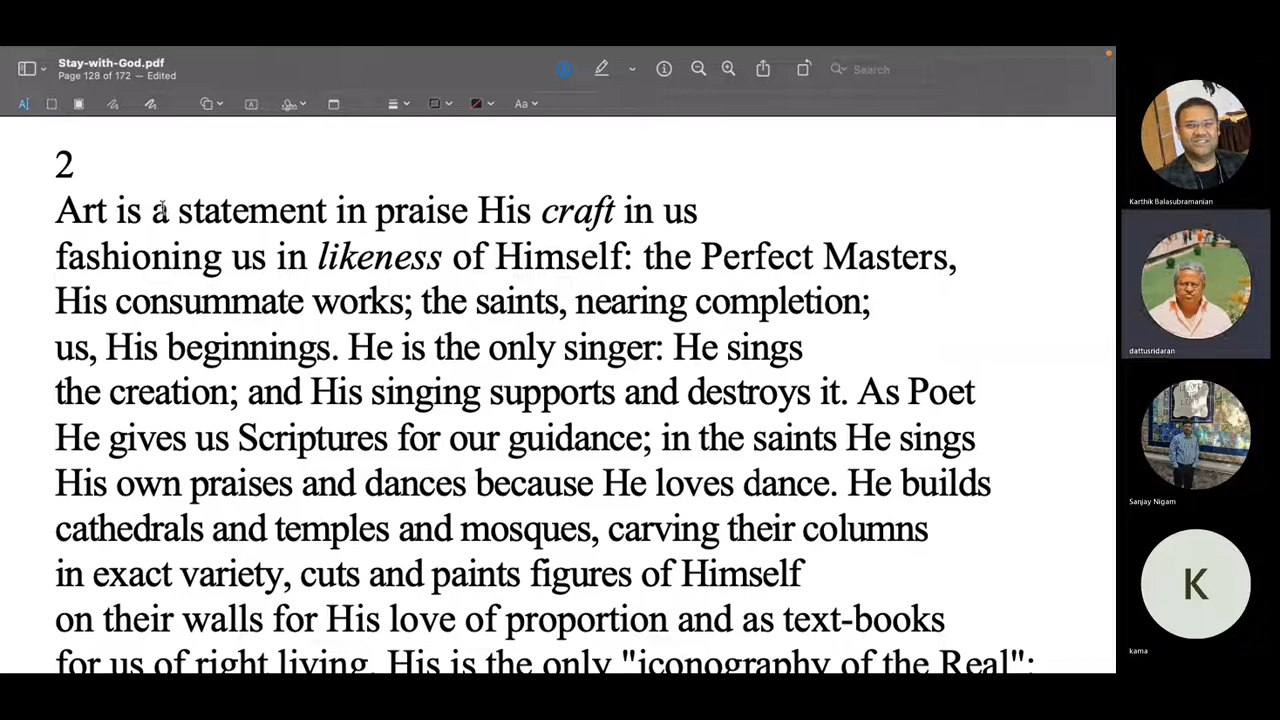 Stay-with-God.pdf
Page 128 of 172 — Edited
Search
A
Aa
2
Art is a statement in praise His craft in us
fashioning us in likeness of Himself: the Perfect Masters,
His consummate works; the saints, nearing completion;
us, His beginnings. He is the only singer: He sings
the creation; and His singing supports and destroys it. As Poet
He gives us Scriptures for our guidance; in the saints He sings
His own praises and dances because He loves dance. He builds
cathedrals and temples and mosques, carving their columns
in exact variety, cuts and paints figures of Himself
on their walls for His love of proportion and as text-books
for us of right living. His is the only "iconography of the Real":
Karthik Balasubramanian
dattusridaran
Sanjay Nigam
K
kama